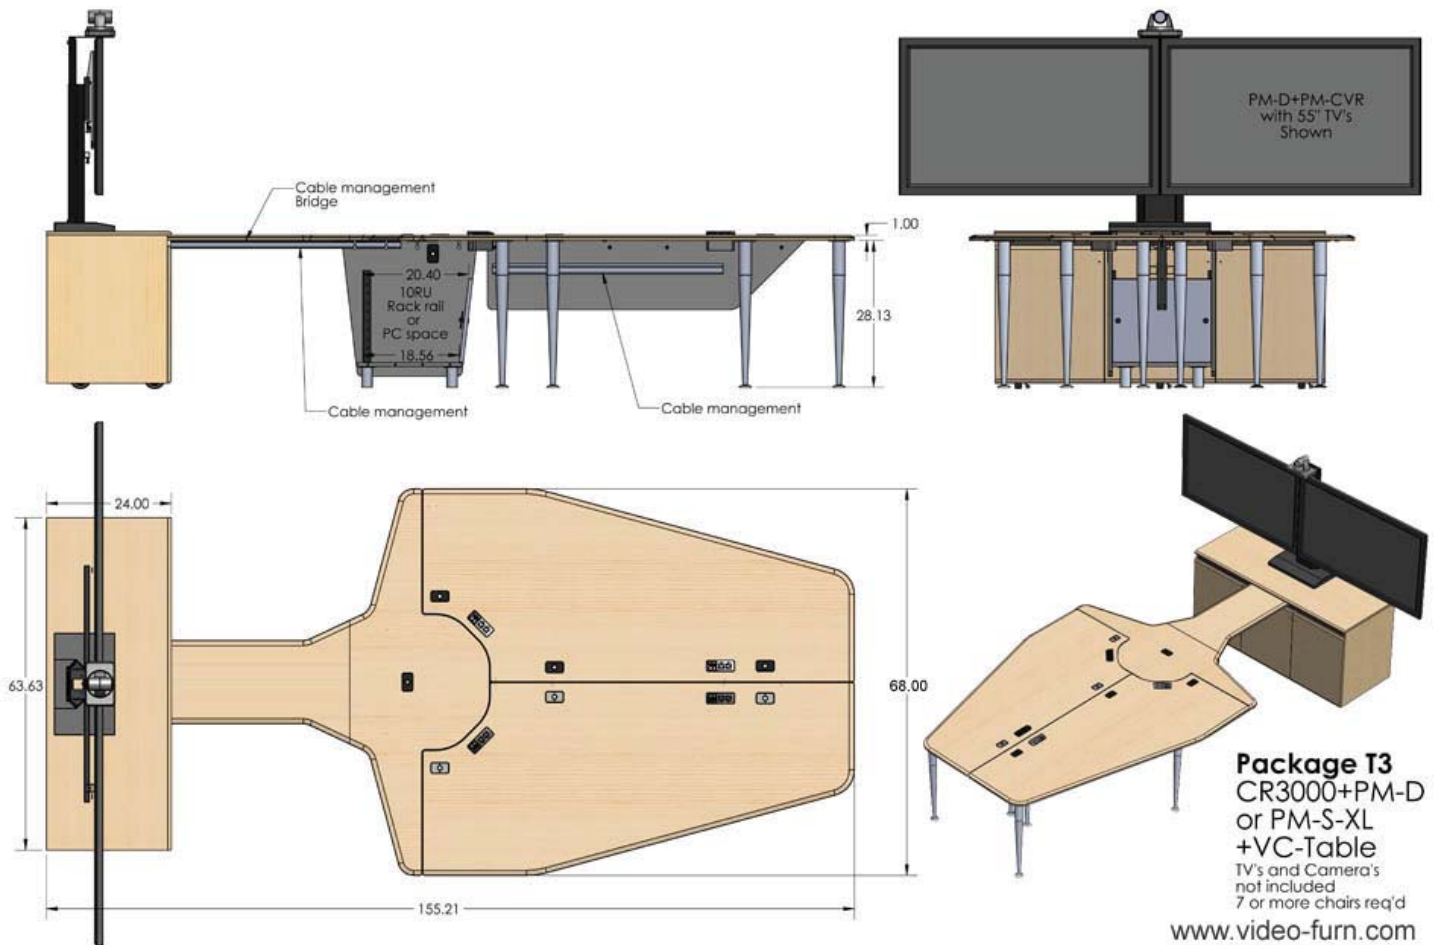 PM-D+PM-CVR
with 55" TV's
Shown
Cable management
Bridge
1.00
20.40
10RU
Rack rail
or
PC space
18.56
28.13
Cable management
Cable management
24.00
63.63
68.00
155.21
Package T3
CR3000+PM-D
or PM-S-XL
+VC-Table
TV's and Camera's
not included
7 or more chairs req'd
www.video-furn.com